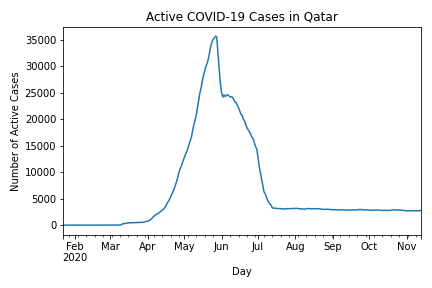 Active COVID-19 Cases in Qatar
Number of Active Cases
35000
30000
25000
20000
15000
10000
5000
0
Feb Mar Apr May Jun Jul Aug Sep Oct Nov
2020
Day